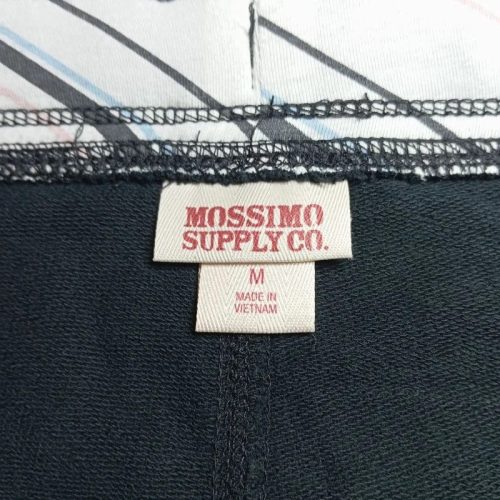 MOSSIMO
SUPPLY CO.
M
MADE IN
VIETNAM